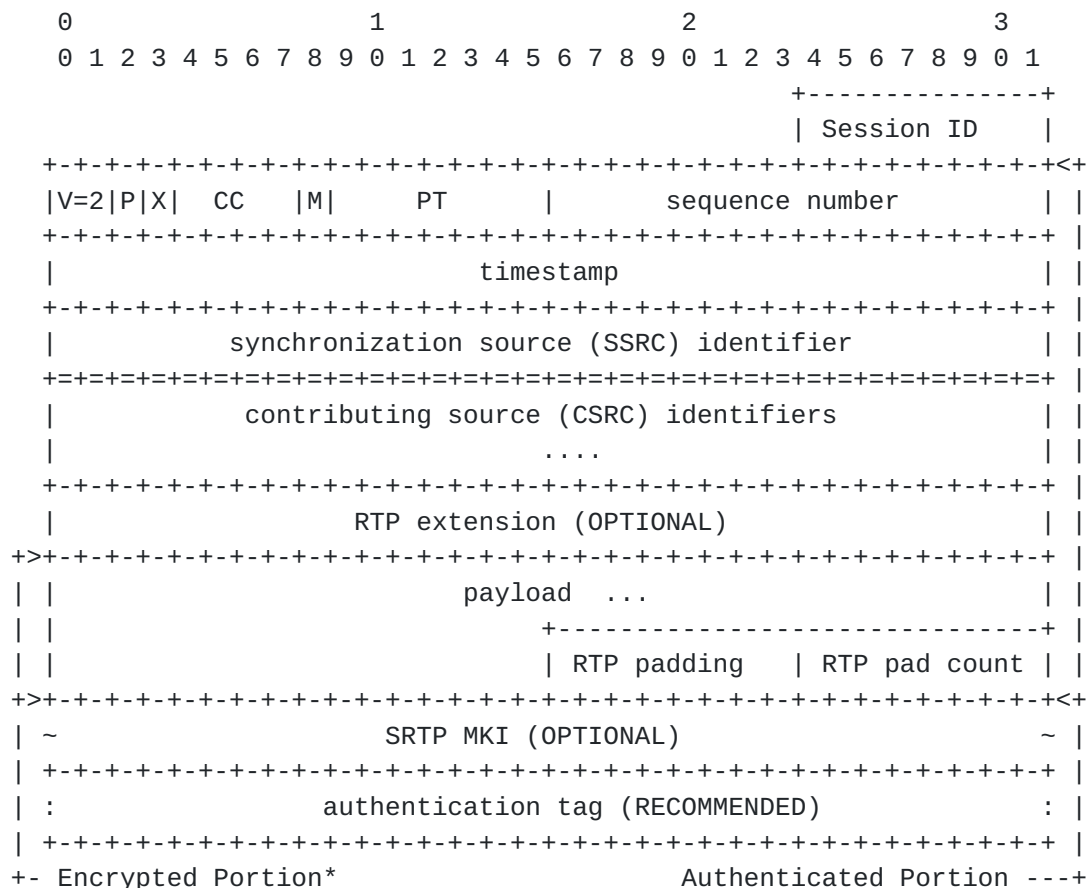 0                   1                   2                   3
0 1 2 3 4 5 6 7 8 9 0 1 2 3 4 5 6 7 8 9 0 1 2 3 4 5 6 7 8 9 0 1
+---------------+
| Session ID    |
+-+-+-+-+-+-+-+-+-+-+-+-+-+-+-+-+-+-+-+-+-+-+-+-+-+-+-+-+-+-+-+-+<+
|V=2|P|X|  CC   |M|     PT      |       sequence number         | |
+-+-+-+-+-+-+-+-+-+-+-+-+-+-+-+-+-+-+-+-+-+-+-+-+-+-+-+-+-+-+-+-+ |
|                           timestamp                           | |
+-+-+-+-+-+-+-+-+-+-+-+-+-+-+-+-+-+-+-+-+-+-+-+-+-+-+-+-+-+-+-+-+ |
|           synchronization source (SSRC) identifier            | |
+=+=+=+=+=+=+=+=+=+=+=+=+=+=+=+=+=+=+=+=+=+=+=+=+=+=+=+=+=+=+=+=+ |
|            contributing source (CSRC) identifiers             | |
|                               ....                            | |
+-+-+-+-+-+-+-+-+-+-+-+-+-+-+-+-+-+-+-+-+-+-+-+-+-+-+-+-+-+-+-+-+ |
|                   RTP extension (OPTIONAL)                    | |
+>+-+-+-+-+-+-+-+-+-+-+-+-+-+-+-+-+-+-+-+-+-+-+-+-+-+-+-+-+-+-+-+-+ |
| |                          payload  ...                         | |
| |                               +-------------------------------+ |
| |                               | RTP padding   | RTP pad count | |
+>+-+-+-+-+-+-+-+-+-+-+-+-+-+-+-+-+-+-+-+-+-+-+-+-+-+-+-+-+-+-+-+-+<+
| ~                     SRTP MKI (OPTIONAL)                       ~ |
| +-+-+-+-+-+-+-+-+-+-+-+-+-+-+-+-+-+-+-+-+-+-+-+-+-+-+-+-+-+-+-+-+ |
| :                 authentication tag (RECOMMENDED)              : |
| +-+-+-+-+-+-+-+-+-+-+-+-+-+-+-+-+-+-+-+-+-+-+-+-+-+-+-+-+-+-+-+-+ |
+- Encrypted Portion*                      Authenticated Portion ---+